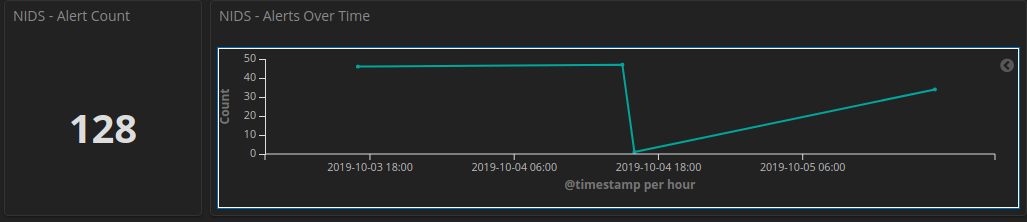 NIDS - Alert Count
128
NIDS - Alerts Over Time
Count
50
40
30
20
10
0
2019-10-03 18:00 2019-10-04 06:00 2019-10-04 18:00 2019-10-05 06:00
@timestamp per hour